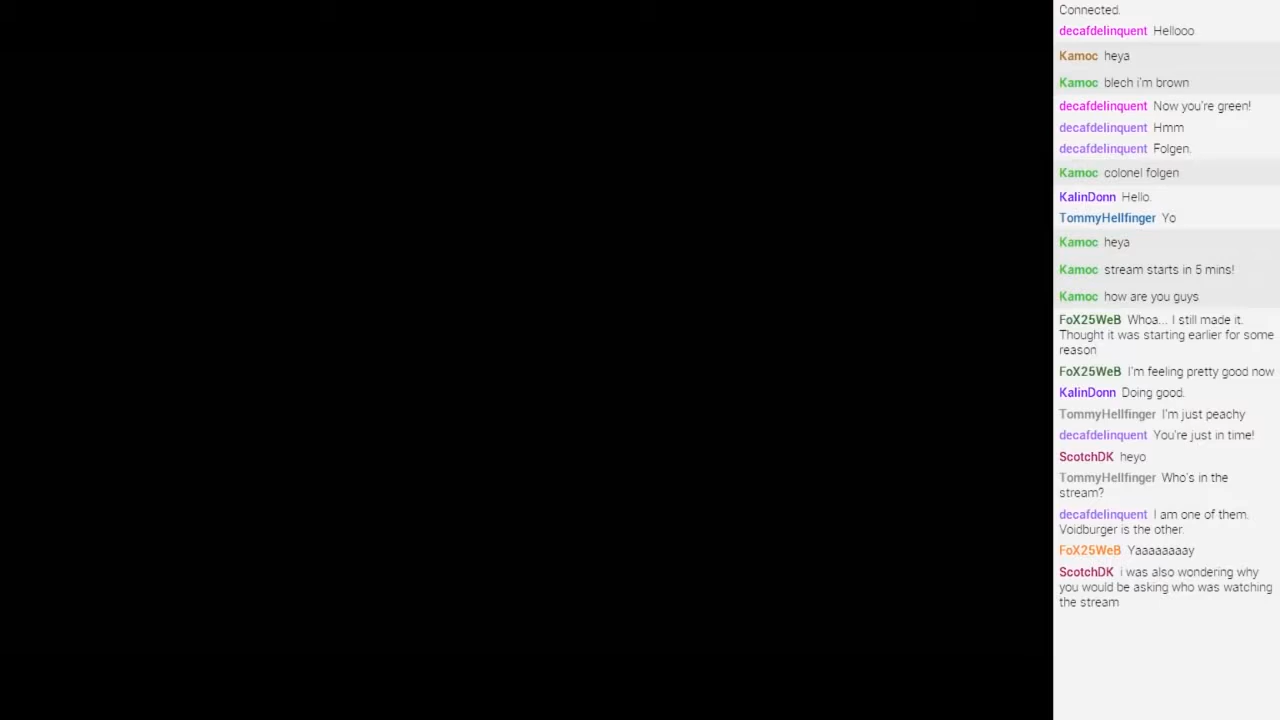 Connected.
decafdelinquent Hellooo
Kamoc heya
Kamoc blech i'm brown
decafdelinquent Now you're green!
decafdelinquent Hmm
decafdelinquent Folgen.
Kamoc colonel folgen
KalinDonn Hello.
TommyHellfinger Yo
Kamoc heya
Kamoc stream starts in 5 mins!
Kamoc how are you guys
FoX25WeB Whoa... I still made it.
Thought it was starting earlier for some
reason
FoX25WeB I'm feeling pretty good now
KalinDonn Doing good.
TommyHellfinger I'm just peachy
decafdelinquent You're just in time!
ScotchDK heyo
TommyHellfinger Who's in the
stream?
decafdelinquent I am one of them.
Voidburger is the other.
FoX25WeB Yaaaaaaaay
ScotchDK i was also wondering why
you would be asking who was watching
the stream